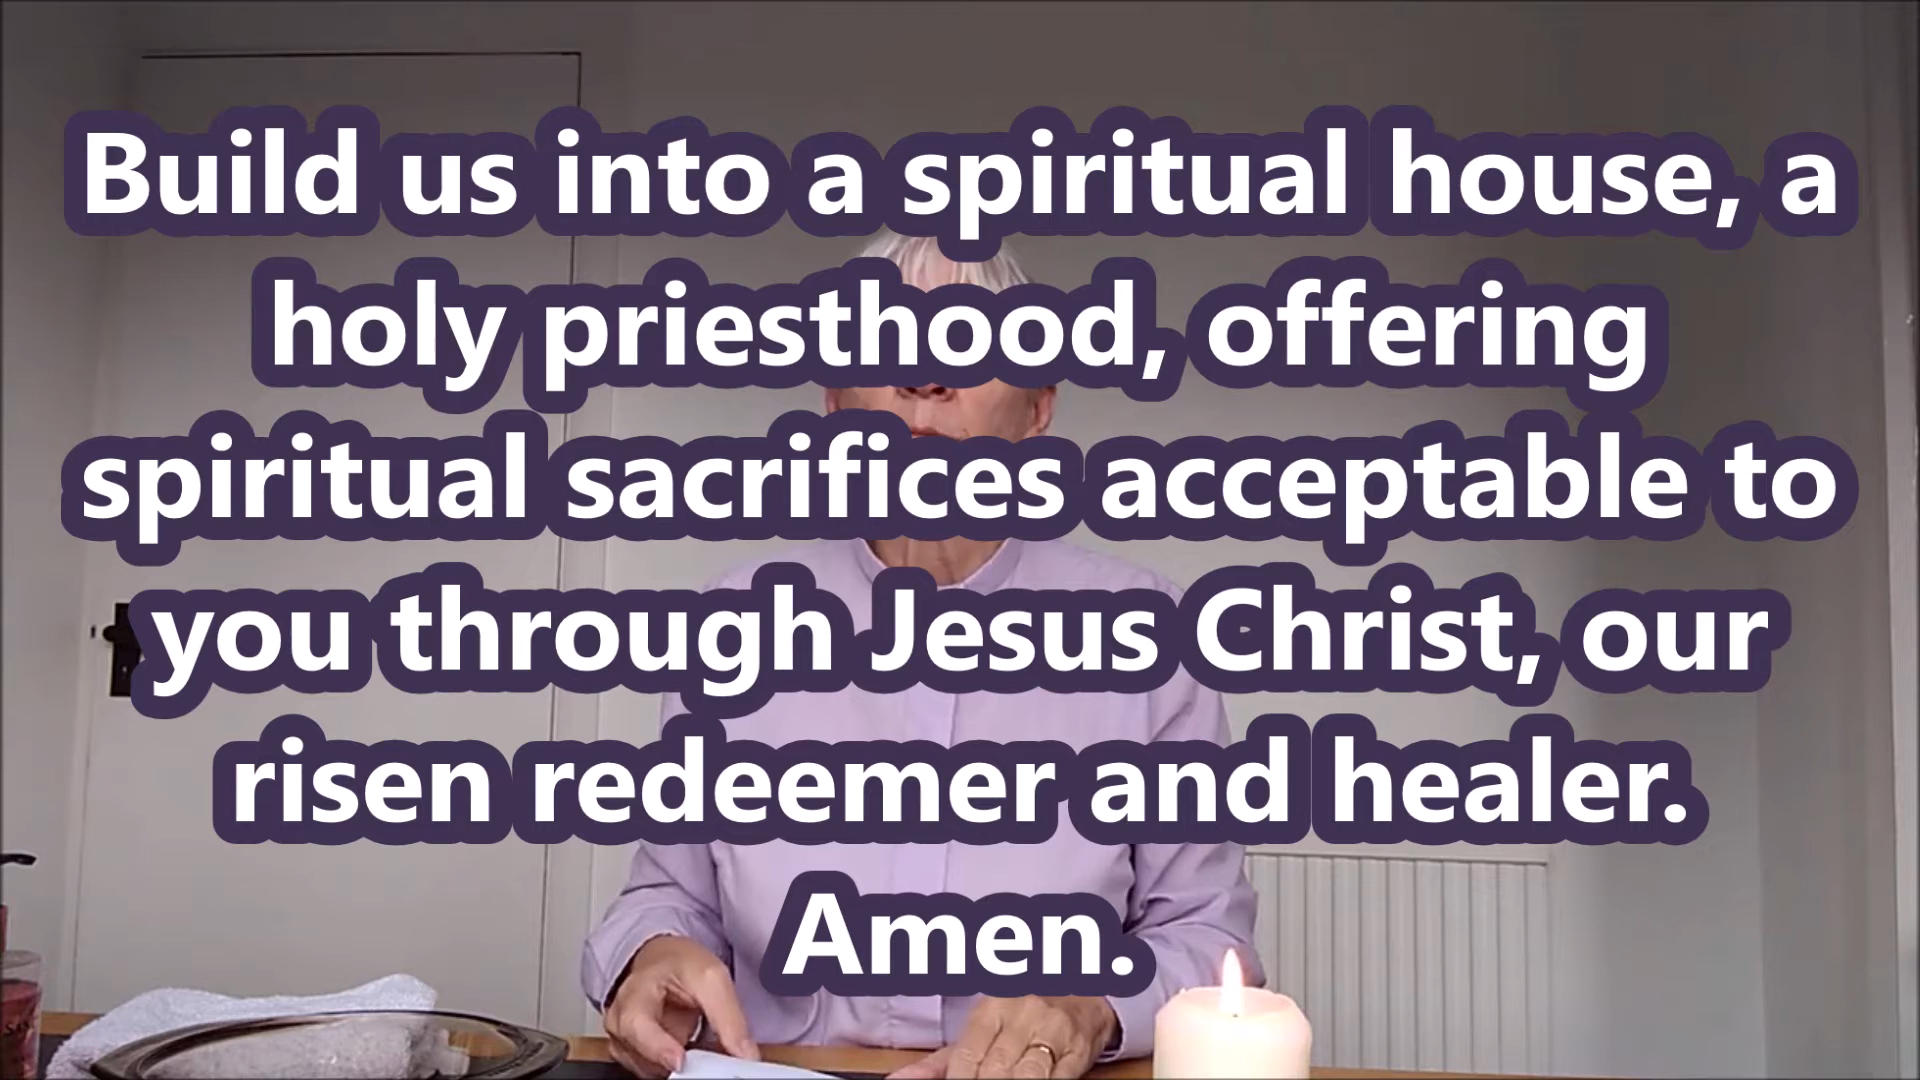 Build us into a spiritual house, a
holy priesthood, offering
spiritual sacrifices acceptable to
you through Jesus Christ, our
risen redeemer and healer.
Amen.